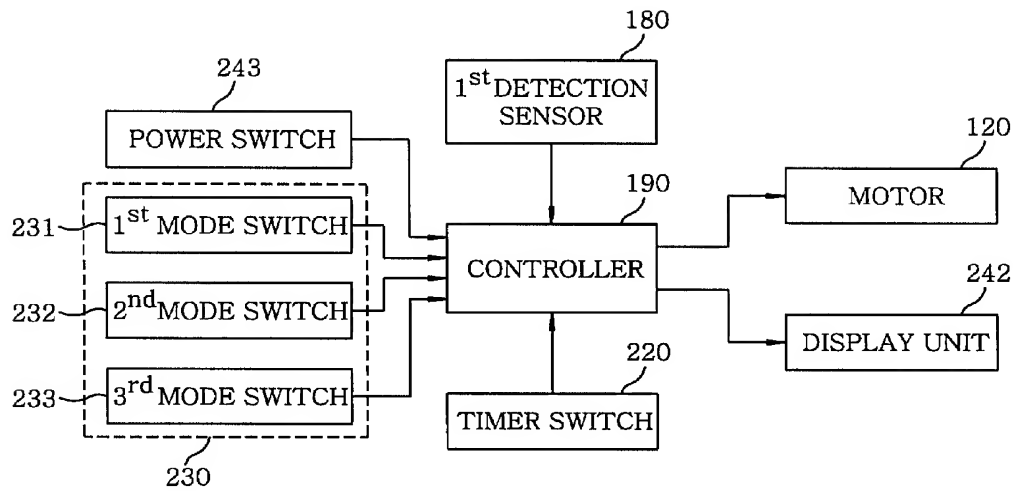 180
243
1st DETECTION
SENSOR
POWER SWITCH
120
190
MOTOR
231
1st MODE SWITCH
CONTROLLER
242
232
2nd MODE SWITCH
DISPLAY UNIT
220
233
3rd MODE SWITCH
TIMER SWITCH
230